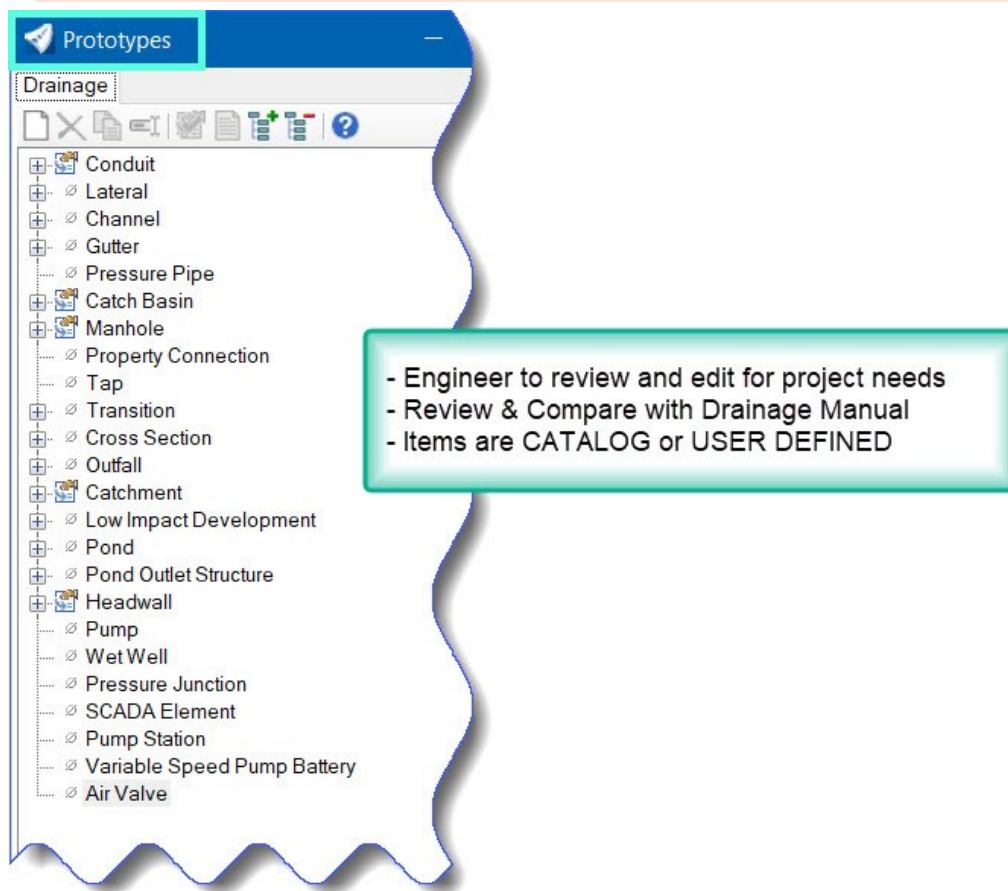 Prototypes
Drainage
Conduit
Lateral
Channel
Gutter
Pressure Pipe
Catch Basin
Manhole
Property Connection
Tap
Transition
Cross Section
Outfall
Catchment
Low Impact Development
Pond
Pond Outlet Structure
Headwall
Pump
Wet Well
Pressure Junction
SCADA Element
Pump Station
Variable Speed Pump Battery
Air Valve
- Engineer to review and edit for project needs
- Review & Compare with Drainage Manual
- Items are CATALOG or USER DEFINED